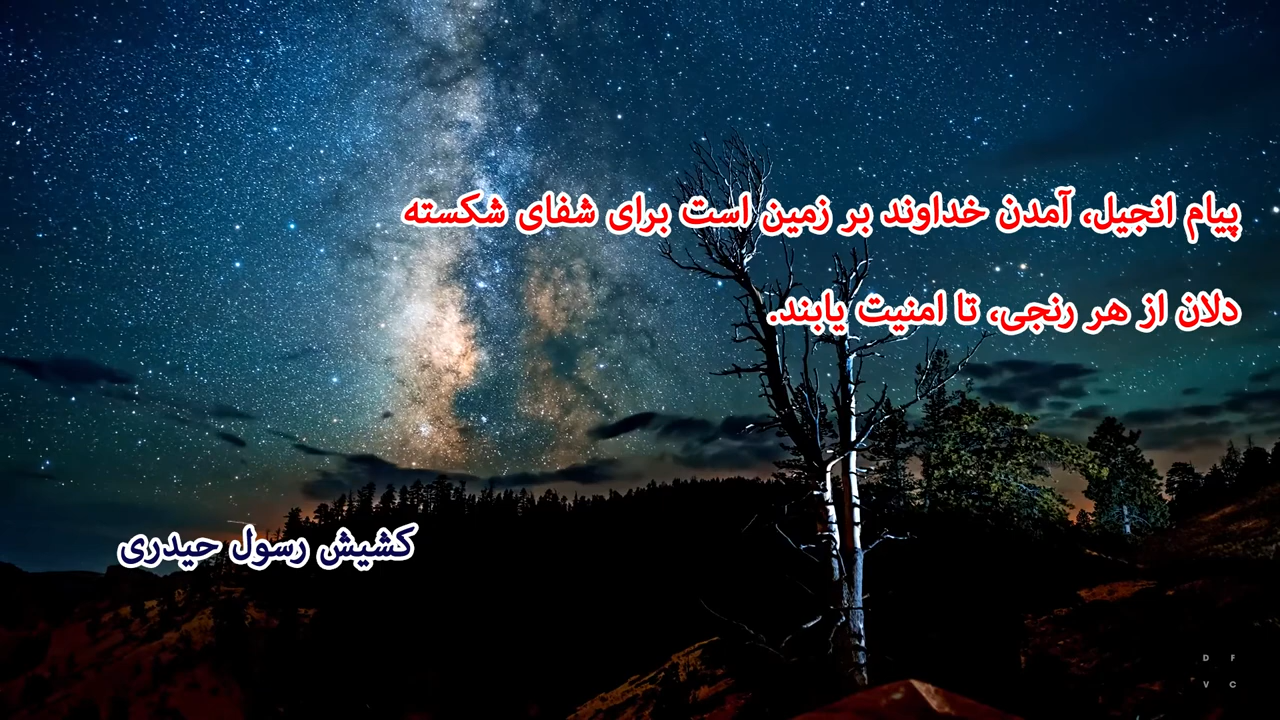 پیام انجیل، آمدن خداوند بر زمین است برای شفای شکسته
دلان از هر رنجی، تا امنیت یابند.
کشیش رسول حیدری
D F
V C